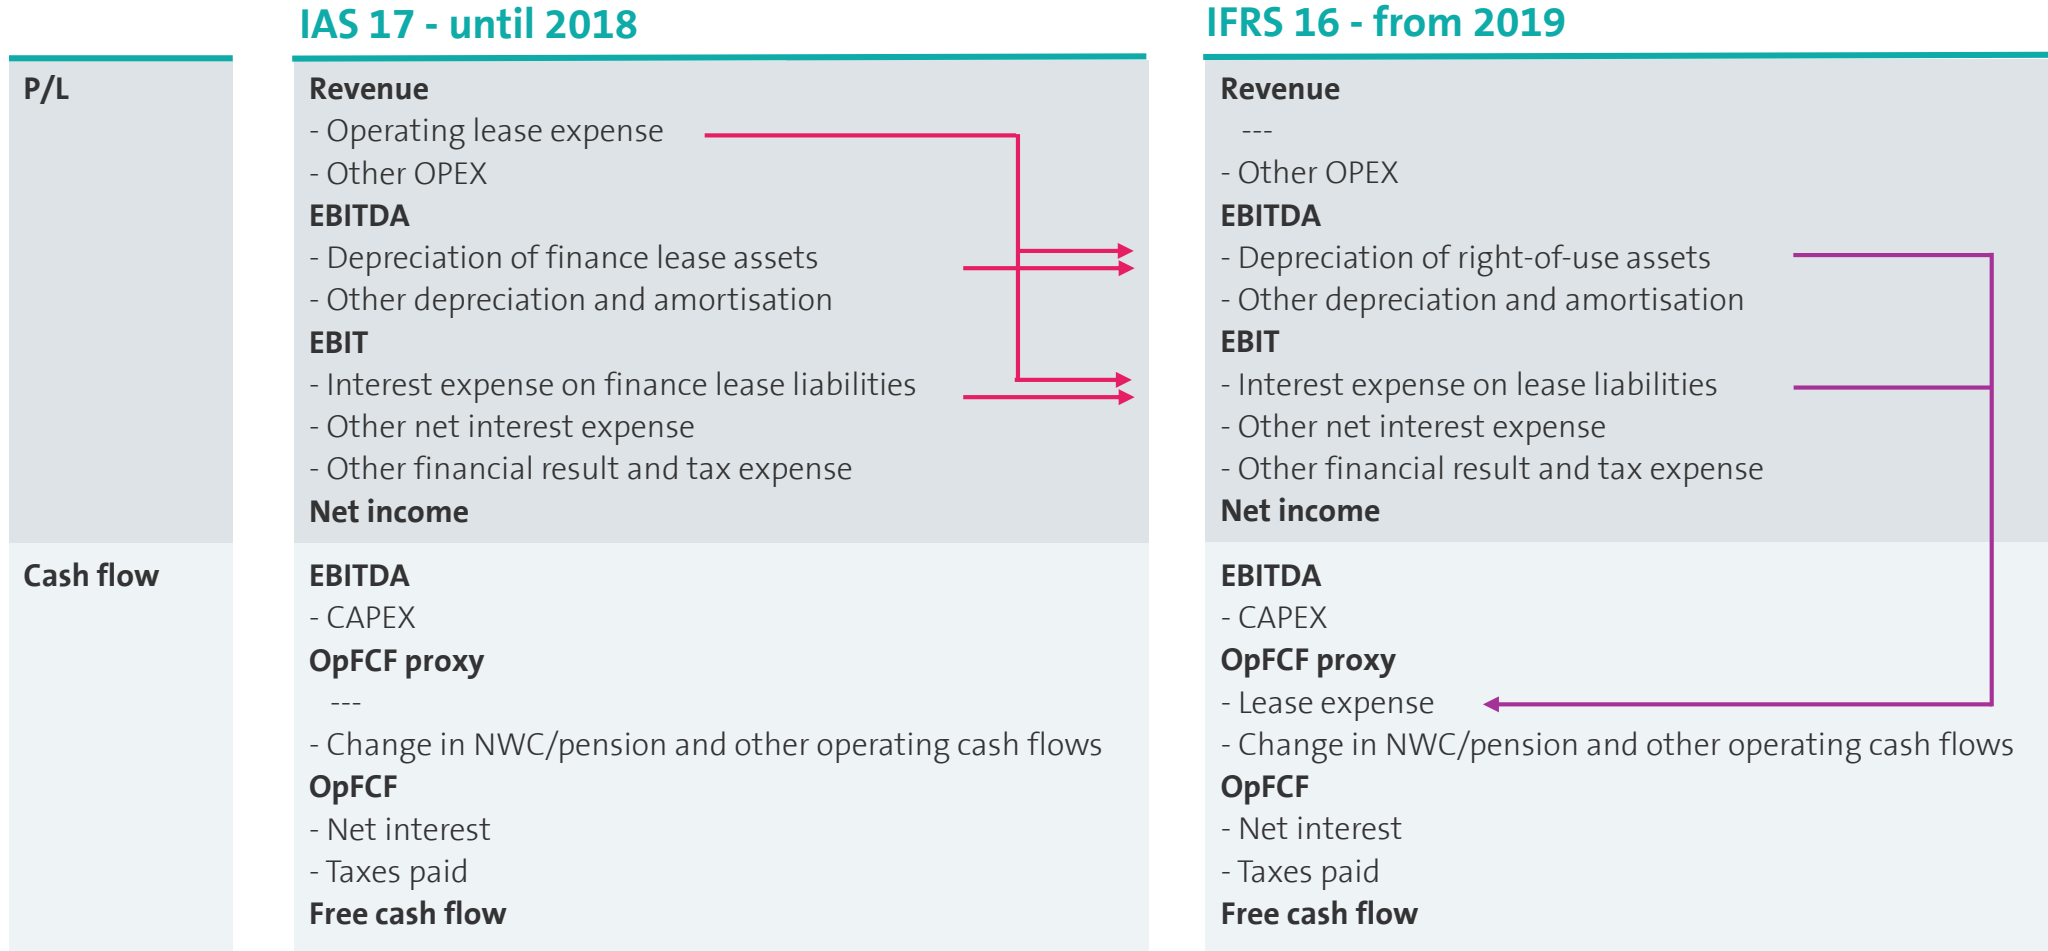 IAS 17 - until 2018
IFRS 16 - from 2019
P/L
Revenue
- Operating lease expense
- Other OPEX
EBITDA
- Depreciation of finance lease assets
- Other depreciation and amortisation
EBIT
- Interest expense on finance lease liabilities
- Other net interest expense
- Other financial result and tax expense
Net income
Revenue
---
- Other OPEX
EBITDA
- Depreciation of right-of-use assets
- Other depreciation and amortisation
EBIT
- Interest expense on lease liabilities
- Other net interest expense
- Other financial result and tax expense
Net income
Cash flow
EBITDA
- CAPEX
OpFCF proxy
---
- Change in NWC/pension and other operating cash flows
OpFCF
- Net interest
- Taxes paid
Free cash flow
EBITDA
- CAPEX
OpFCF proxy
- Lease expense
- Change in NWC/pension and other operating cash flows
OpFCF
- Net interest
- Taxes paid
Free cash flow